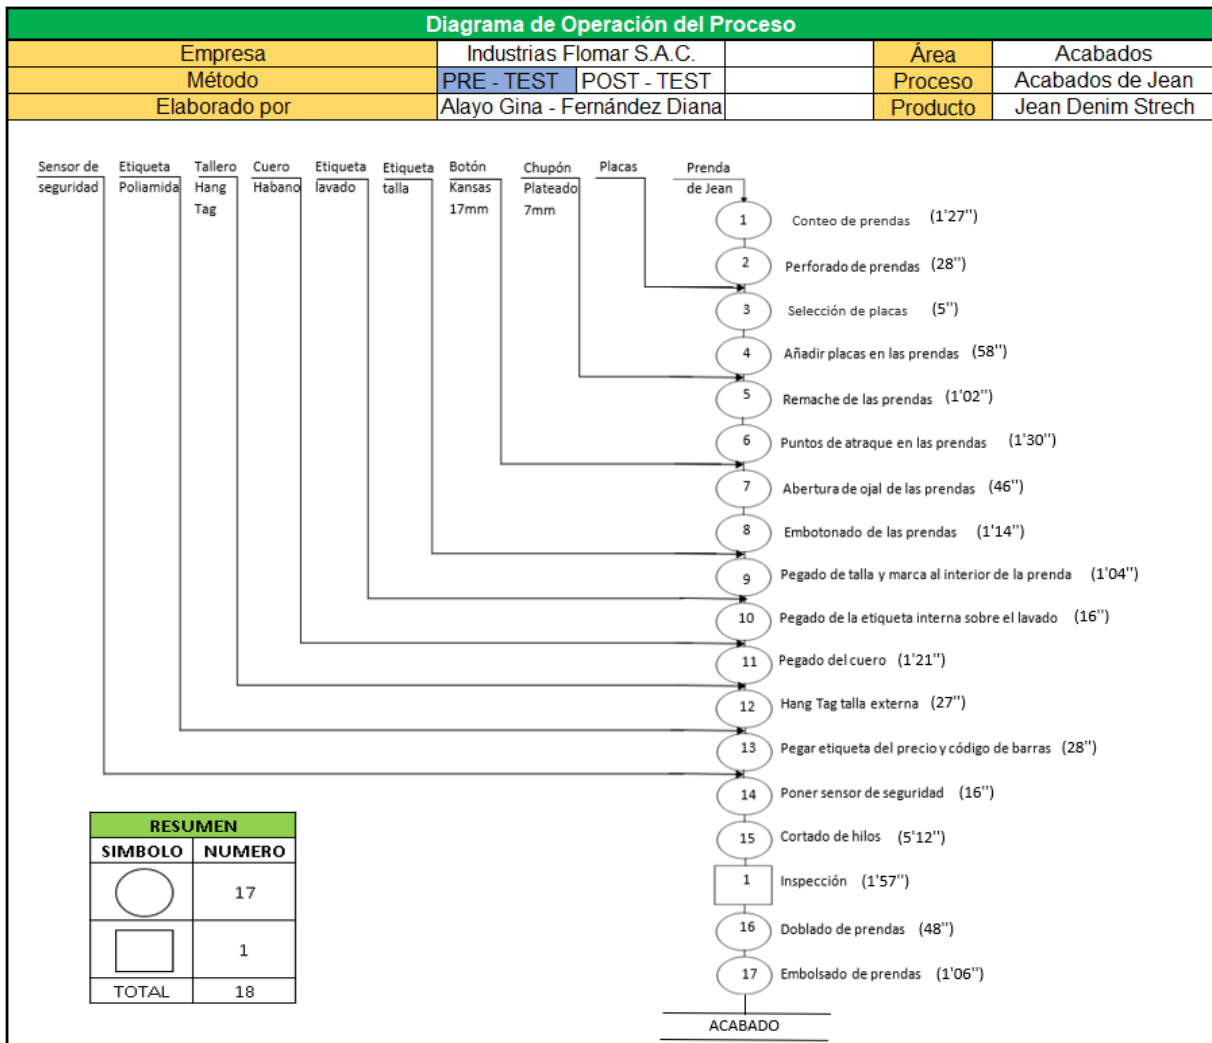 Diagrama de Operación del Proceso
Empresa Industrias Flomar S.A.C. Área Acabados
Método PRE - TEST POST - TEST Proceso Acabados de Jean
Elaborado por Alayo Gina - Fernández Diana Producto Jean Denim Strech
Sensor de seguridad
Etiqueta Poliamida
Tallero Hang Tag
Cuero Habano
Etiqueta lavado
Etiqueta talla
Botón Kansas 17mm
Chupón Plateado 7mm
Placas
Prenda de Jean
1 Conteo de prendas (1'27")
2 Perforado de prendas (28")
3 Selección de placas (5")
4 Añadir placas en las prendas (58")
5 Remache de las prendas (1'02")
6 Puntos de atraque en las prendas (1'30")
7 Abertura de ojal de las prendas (46")
8 Embotonado de las prendas (1'14")
9 Pegado de talla y marca al interior de la prenda (1'04")
10 Pegado de la etiqueta interna sobre el lavado (16")
11 Pegado del cuero (1'21")
12 Hang Tag talla externa (27")
13 Pegar etiqueta del precio y código de barras (28")
14 Poner sensor de seguridad (16")
15 Cortado de hilos (5'12")
1 Inspección (1'57")
16 Doblado de prendas (48")
17 Embolsado de prendas (1'06")
ACABADO
RESUMEN
SIMBOLO NUMERO
17
1
TOTAL 18